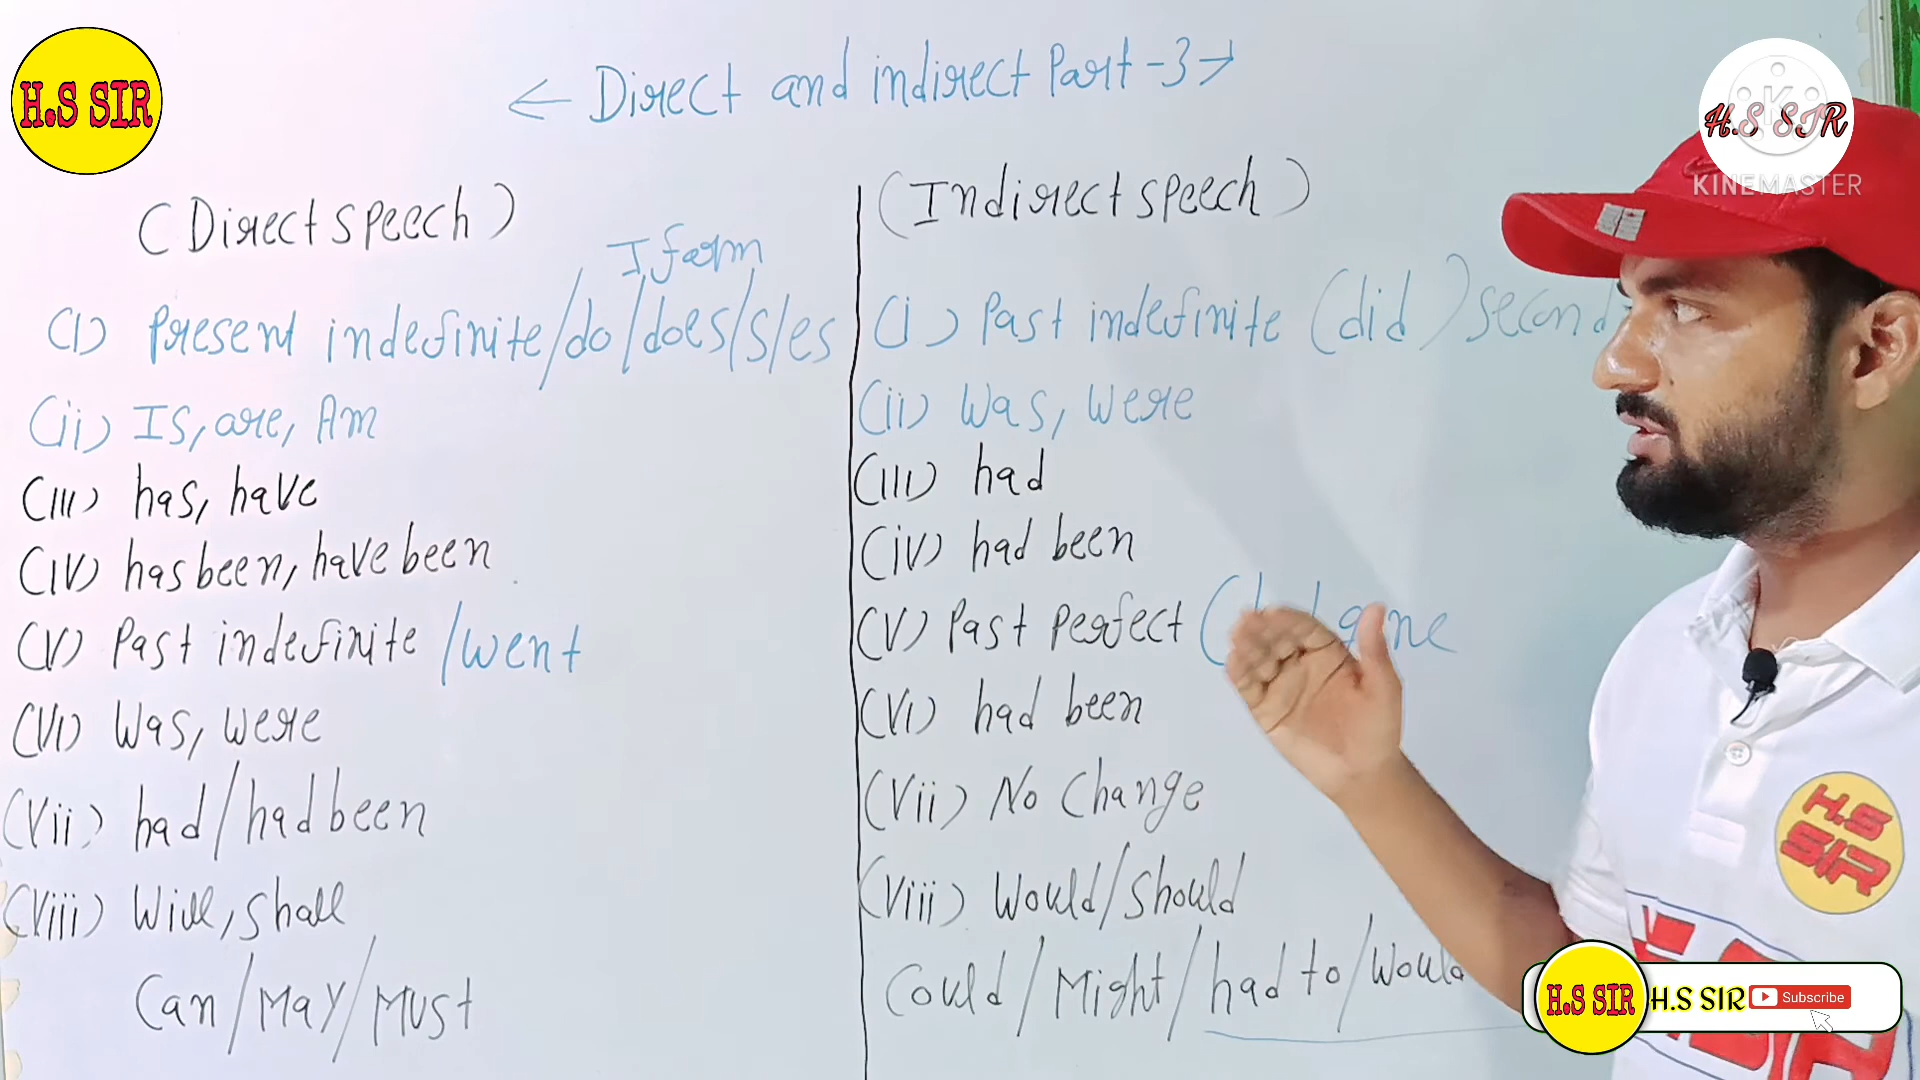 H.S SIR
← Direct and indirect Part-3 →
H.S SIR
KINEMASTER
(Direct speech)
(Indirect speech)
I form
(I) Present indefinite/do/does/s/es
(i) Past indefinite (did) second
(ii) Is, are, Am
(ii) Was, Were
(III) has, have
(III) had
(IV) has been, have been
(iv) had been
(V) Past indefinite /went
(V) Past Perfect
(VI) Was, Were
(VI) had been
(Vii) had/had been
(Vii) No Change
(Viii) Will, shall
(Viii) Would/Should
Can/May/Must
Could/Might/had to/Would
H.S
SIR
H.S SIR
H.S SIR
Subscribe